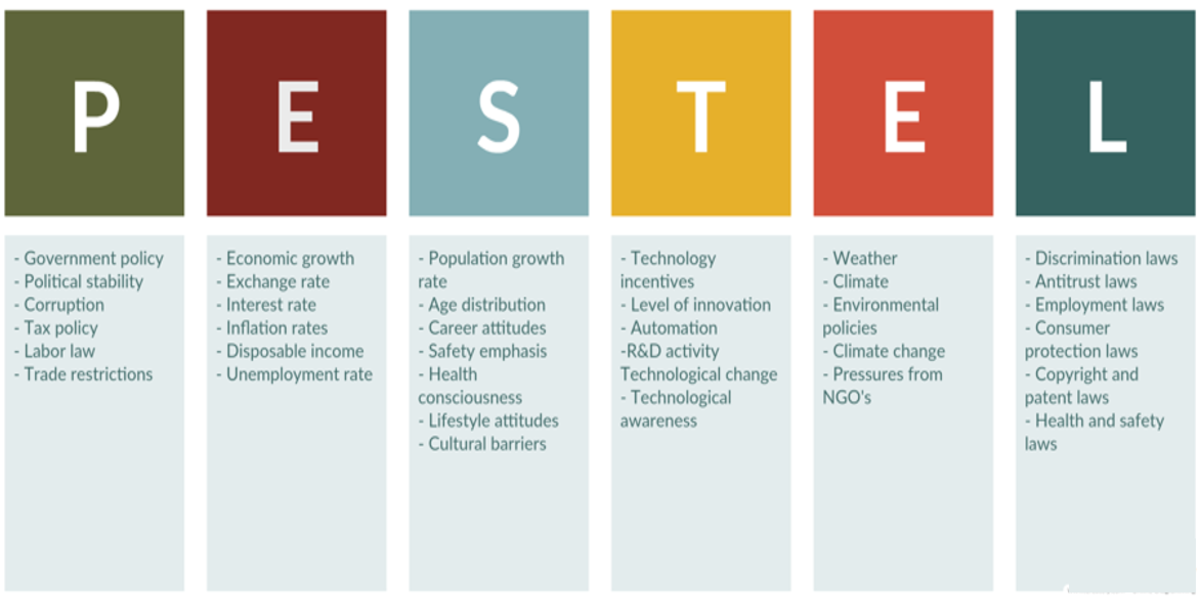 P
E
S
T
E
L
- Government policy
- Political stability
- Corruption
- Tax policy
- Labor law
- Trade restrictions
- Economic growth
- Exchange rate
- Interest rate
- Inflation rates
- Disposable income
- Unemployment rate
- Population growth
rate
- Age distribution
- Career attitudes
- Safety emphasis
- Health
consciousness
- Lifestyle attitudes
- Cultural barriers
- Technology
incentives
- Level of innovation
- Automation
-R&D activity
Technological change
- Technological
awareness
- Weather
- Climate
- Environmental
policies
- Climate change
- Pressures from
NGO's
- Discrimination laws
- Antitrust laws
- Employment laws
- Consumer
protection laws
- Copyright and
patent laws
- Health and safety
laws